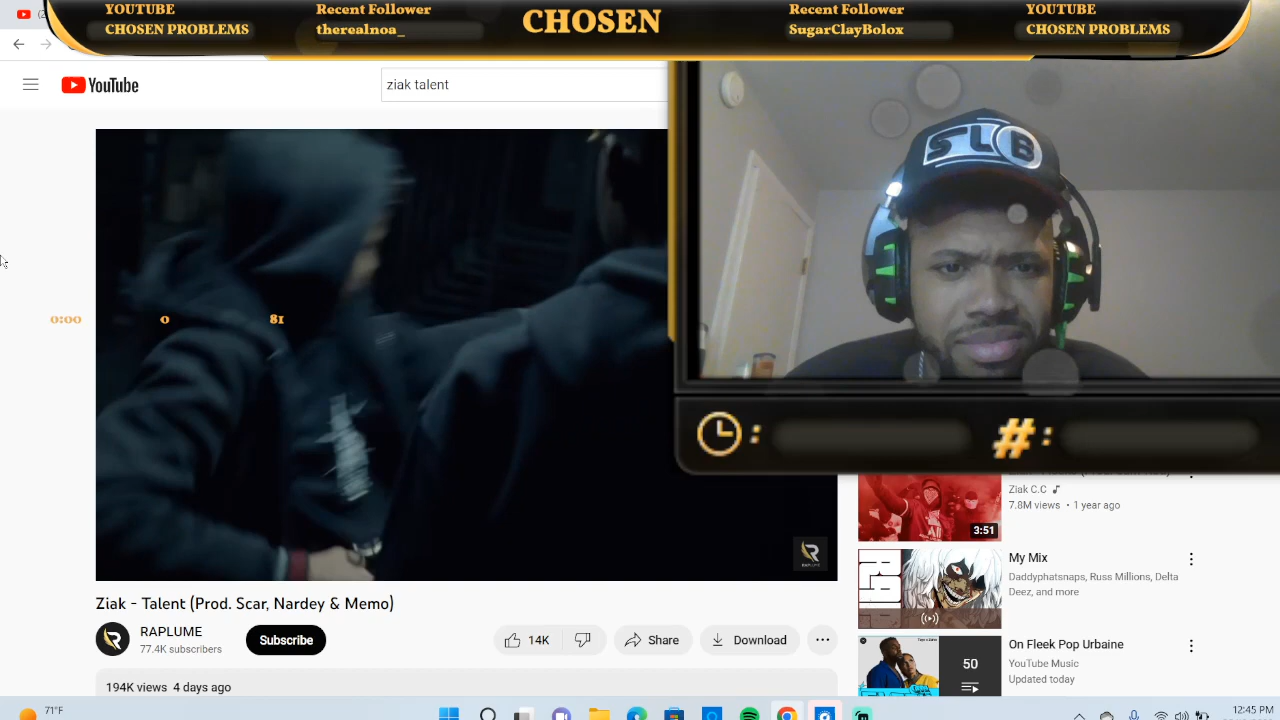 YOUTUBE
CHOSEN PROBLEMS
Recent Follower
therealnoa_
CHOSEN
Recent Follower
SugarClayBolox
YOUTUBE
CHOSEN PROBLEMS
YouTube
ziak talent
SLB
0:00
0
81
:
# :
RAPLUME
Ziak - Talent (Prod. Scar, Nardey & Memo)
RAPLUME
77.4K subscribers
Subscribe
14K
Share
Download
194K views 4 days ago
Ziak C.C
7.8M views • 1 year ago
3:51
My Mix
Daddyphatsnaps, Russ Millions, Delta
Deez, and more
On Fleek Pop Urbaine
YouTube Music
Updated today
50
71°F
12:45 PM